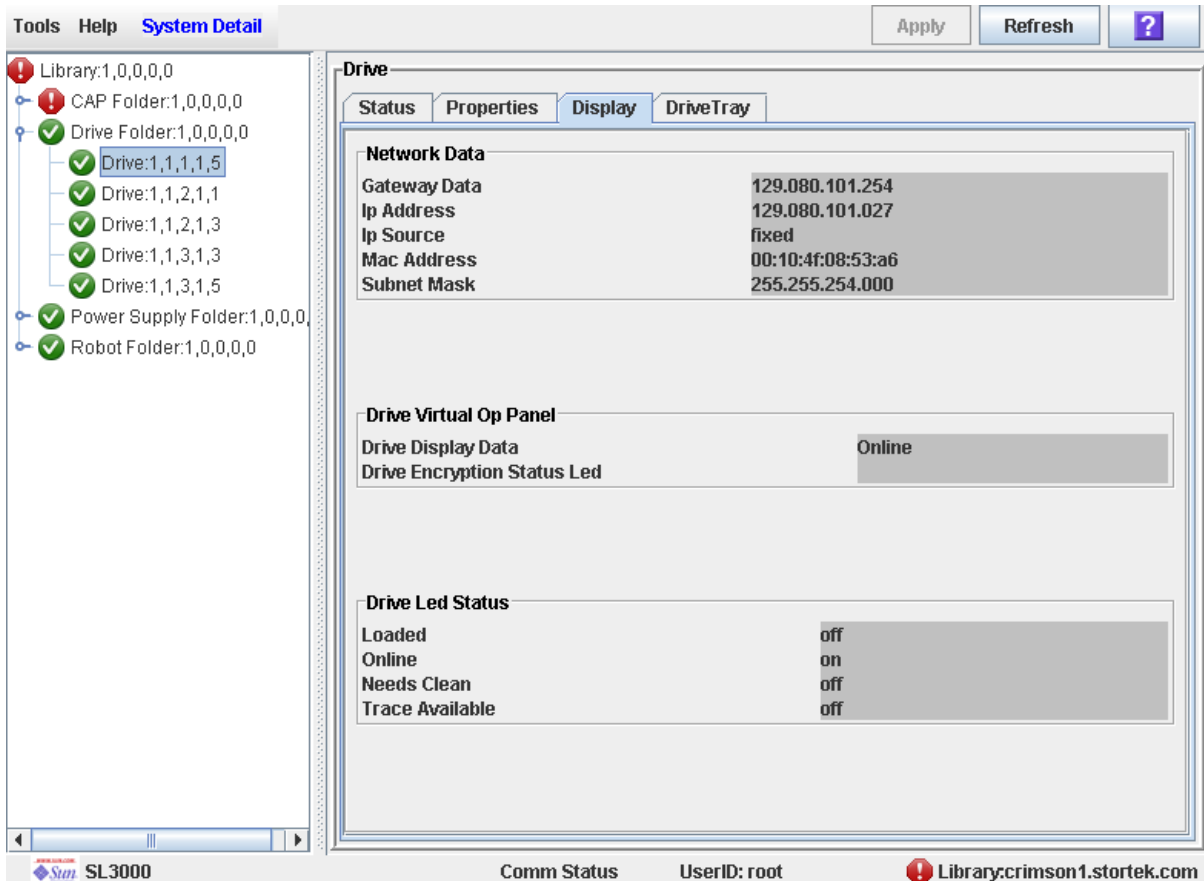 Tools Help System Detail Apply Refresh ?
Library:1,0,0,0,0
CAP Folder:1,0,0,0,0
Drive Folder:1,0,0,0,0
Drive:1,1,1,1,5
Drive:1,1,2,1,1
Drive:1,1,2,1,3
Drive:1,1,3,1,3
Drive:1,1,3,1,5
Power Supply Folder:1,0,0,0,
Robot Folder:1,0,0,0,0
Drive
Status Properties Display DriveTray
Network Data
Gateway Data 129.080.101.254
Ip Address 129.080.101.027
Ip Source fixed
Mac Address 00:10:4f:08:53:a6
Subnet Mask 255.255.254.000
Drive Virtual Op Panel
Drive Display Data Online
Drive Encryption Status Led
Drive Led Status
Loaded off
Online on
Needs Clean off
Trace Available off
Sun SL3000 Comm Status UserID: root Library:crimson1.stortek.com